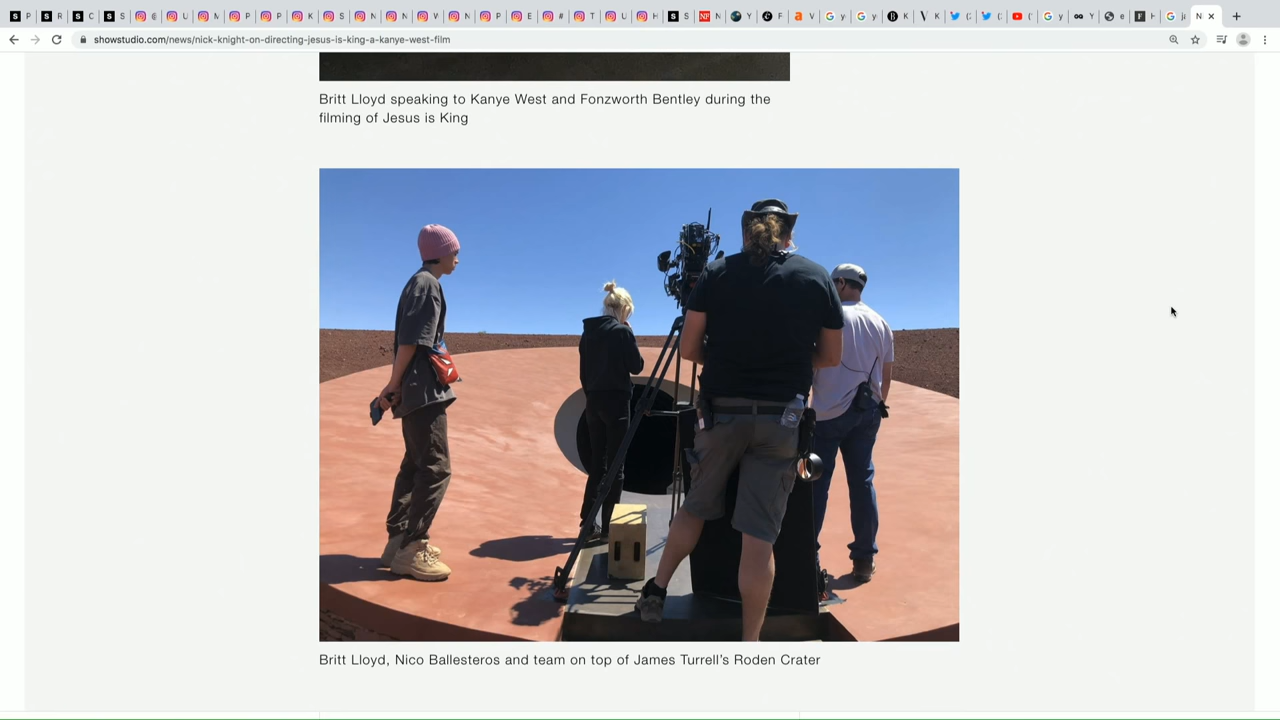 showstudio.com/news/nick-knight-on-directing-jesus-is-king-a-kanye-west-film
Britt Lloyd speaking to Kanye West and Fonzworth Bentley during the
filming of Jesus is King
Britt Lloyd, Nico Ballesteros and team on top of James Turrell’s Roden Crater